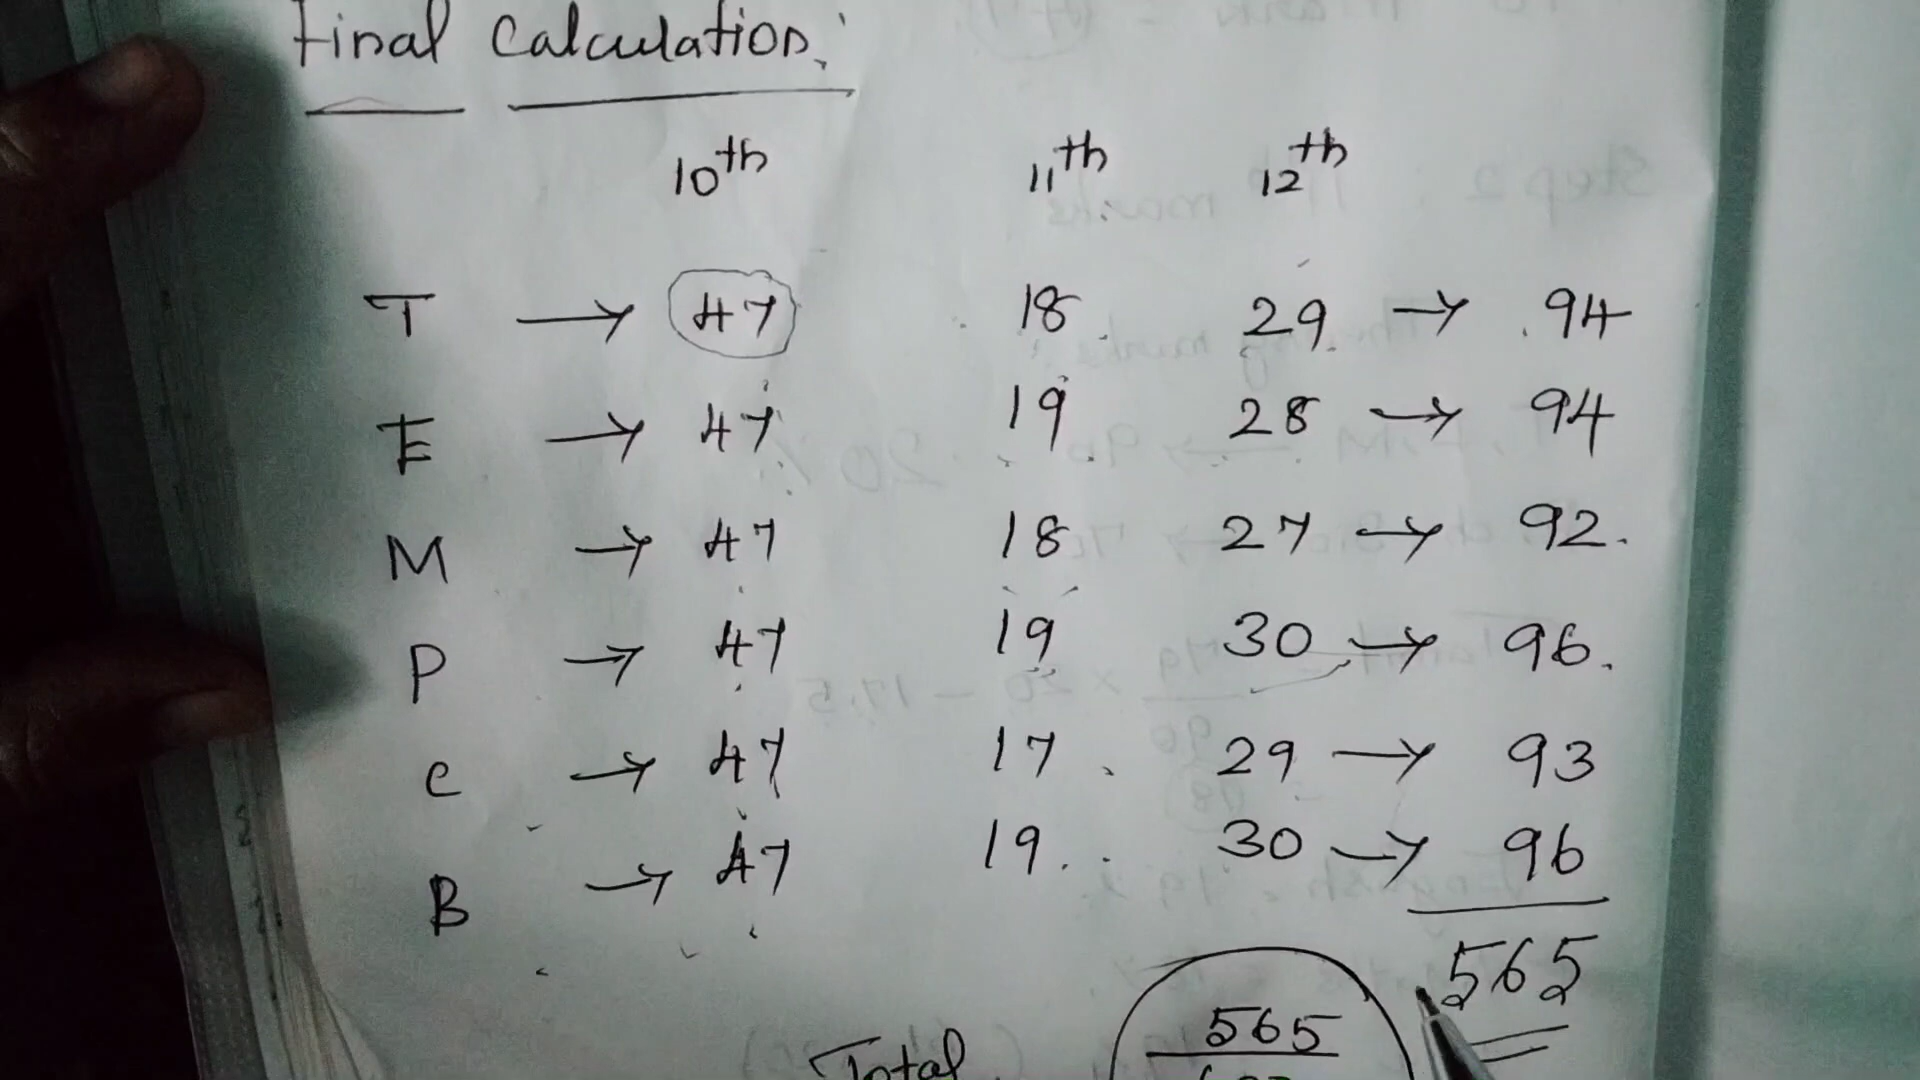 Final Calculation:
10th 11th 12th
T → 47 18 29 → 94
E → 47 19 28 → 94
M → 47 18 27 → 92.
P → 47 19 30 → 96.
C → 47 17 29 → 93
B → 47 19. 30 → 96
565
Total 565